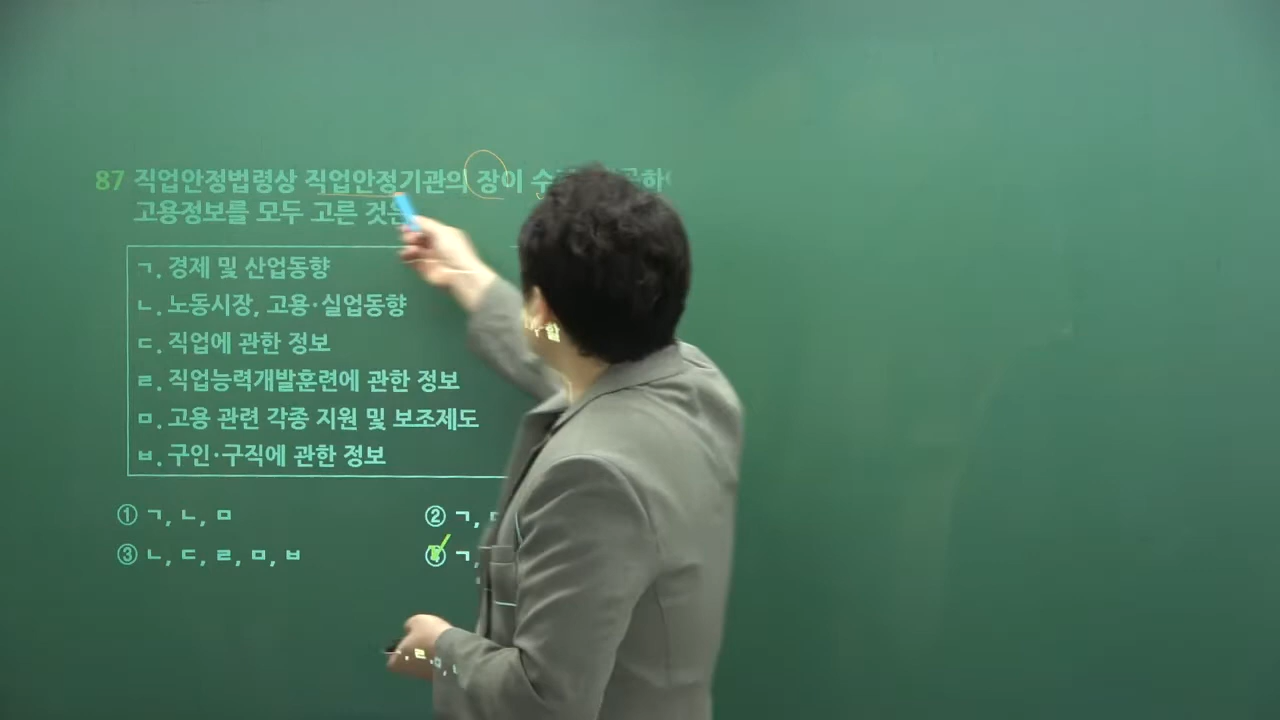 87 직업안정법령상 직업안정기관의 장이
고용정보를 모두 고른 것은
ㄱ. 경제 및 산업동향
ㄴ. 노동시장, 고용·실업동향
ㄷ. 직업에 관한 정보
ㄹ. 직업능력개발훈련에 관한 정보
ㅁ. 고용 관련 각종 지원 및 보조제도
ㅂ. 구인·구직에 관한 정보
① ㄱ, ㄴ, ㅁ
② ㄱ,
③ ㄴ, ㄷ, ㄹ, ㅁ, ㅂ
④ ㄱ,